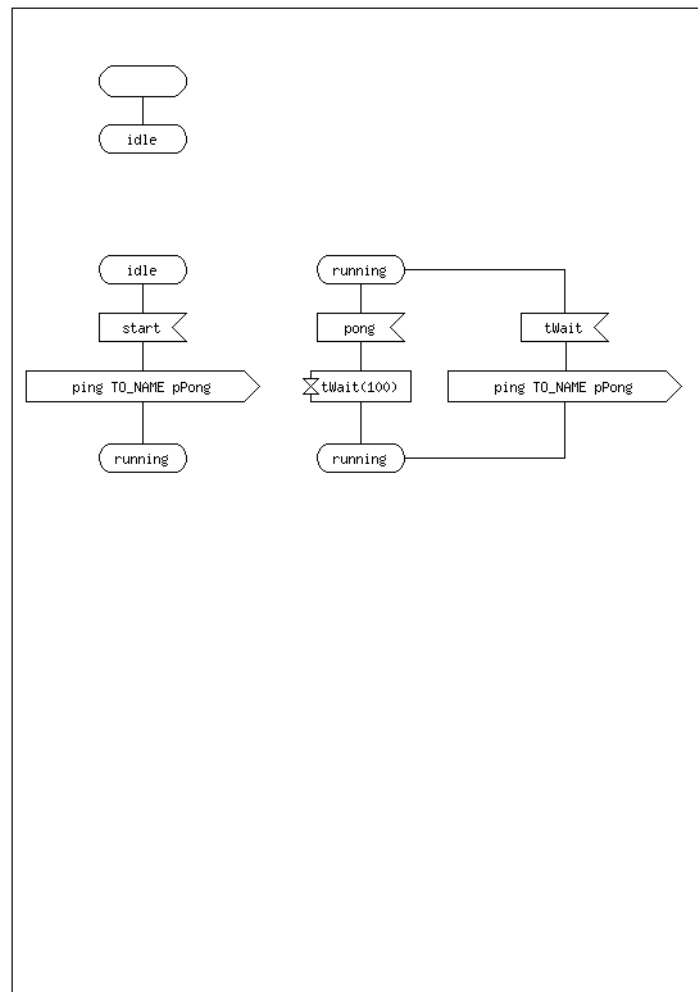 idle
idle
running
start
pong
tWait
ping TO_NAME pPong
tWait(100)
ping TO_NAME pPong
running
running